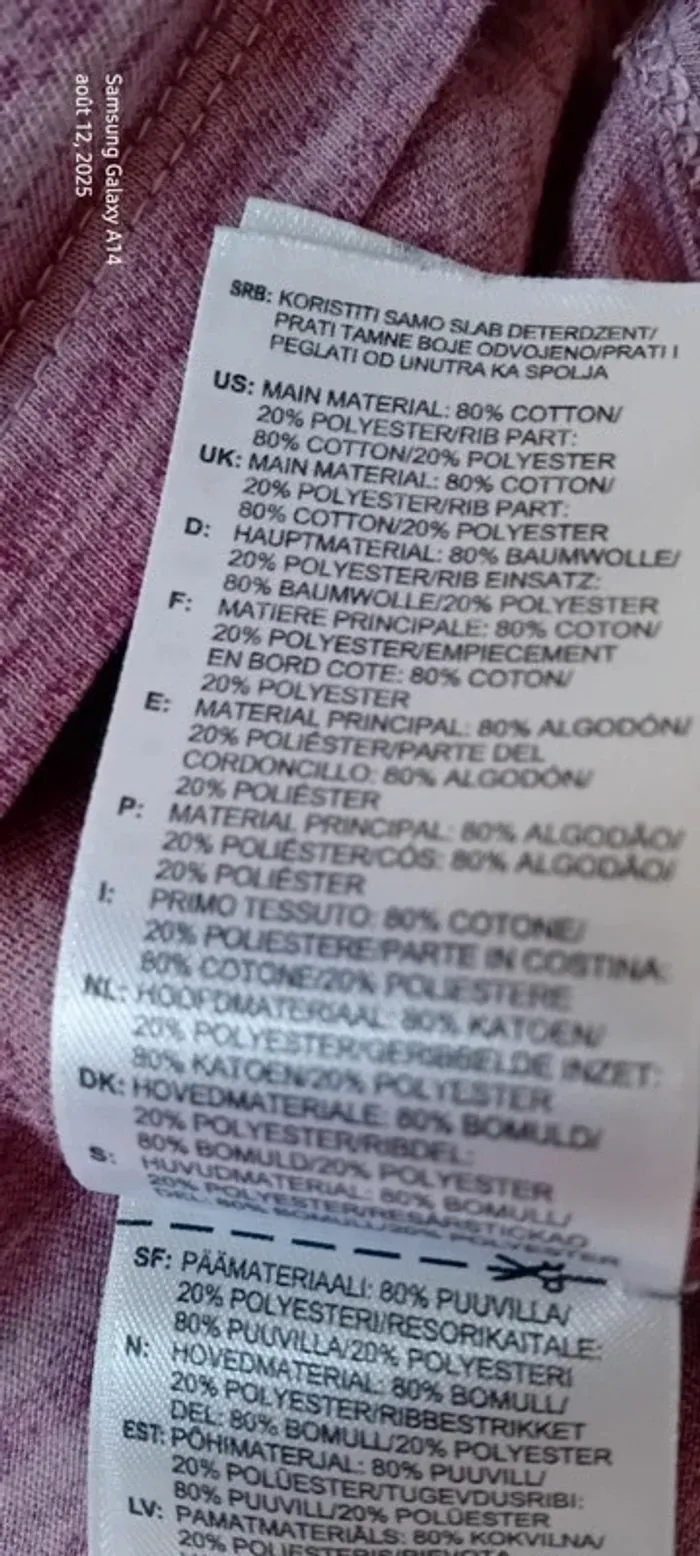 Samsung Galaxy A14
août 12, 2025
SRB: KORISTITI SAMO SLAB DETERDZENT/
PRATI TAMNE BOJE ODVOJENO/PRATI I
PEGLATI OD UNUTRA KA SPOLJA
US: MAIN MATERIAL: 80% COTTON/
20% POLYESTER/RIB PART:
80% COTTON/20% POLYESTER
UK: MAIN MATERIAL: 80% COTTON/
20% POLYESTER/RIB PART:
80% COTTON/20% POLYESTER
D: HAUPTMATERIAL: 80% BAUMWOLLE/
20% POLYESTER/RIB EINSATZ:
80% BAUMWOLLE/20% POLYESTER
F: MATIERE PRINCIPALE: 80% COTON/
20% POLYESTER/EMPIECEMENT
EN BORD COTE: 80% COTON/
20% POLYESTER
E: MATERIAL PRINCIPAL: 80% ALGODÓN/
20% POLIÉSTER/PARTE DEL
CORDONCILLO: 80% ALGODÓN/
20% POLIÉSTER
P: MATERIAL PRINCIPAL: 80% ALGODÃO/
20% POLIÉSTER/CÓS: 80% ALGODÃO/
20% POLIÉSTER
I: PRIMO TESSUTO: 80% COTONE/
20% POLIESTERE/PARTE IN COSTINA:
80% COTONE/20% POLIESTERE
NL: HOOFDMATERIAAL: 80% KATOEN/
20% POLYESTER/GERIBBELDE INZET:
80% KATOEN/20% POLYESTER
DK: HOVEDMATERIALE: 80% BOMULD/
20% POLYESTER/RIBDEL:
80% BOMULD/20% POLYESTER
S: HUVUDMATERIAL: 80% BOMULL/
20% POLYESTER/RESÅRSTICKAD
DEL: 80% BOMULL/20% POLYESTER
SF: PÄÄMATERIAALI: 80% PUUVILLA/
20% POLYESTERI/RESORIKAITALE:
80% PUUVILLA/20% POLYESTERI
N: HOVEDMATERIAL: 80% BOMULL/
20% POLYESTER/RIBBESTRIKKET
DEL: 80% BOMULL/20% POLYESTER
EST: PÕHIMATERJAL: 80% PUUVILL/
20% POLÜESTER/TUGEVDUSRIBI:
80% PUUVILL/20% POLÜESTER
LV: PAMATMATERIĀLS: 80% KOKVILNA/
20%